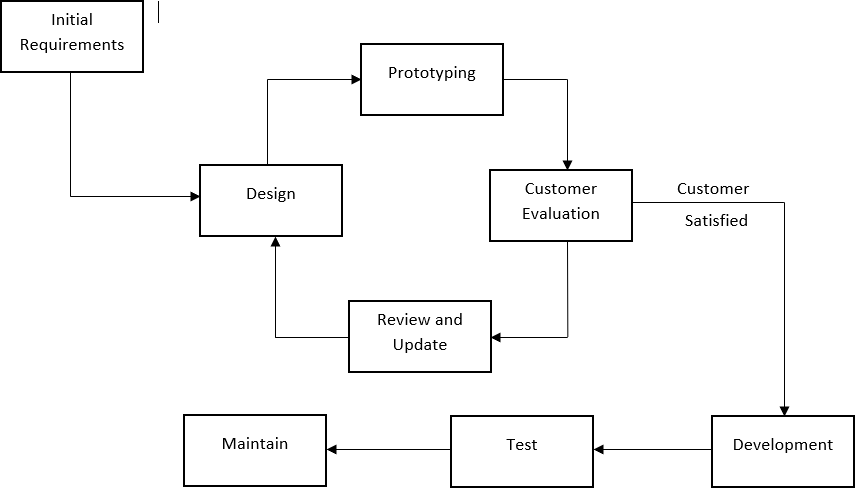 Initial
Requirements
Prototyping
Design
Customer
Evaluation
Customer
Satisfied
Review and
Update
Maintain
Test
Development